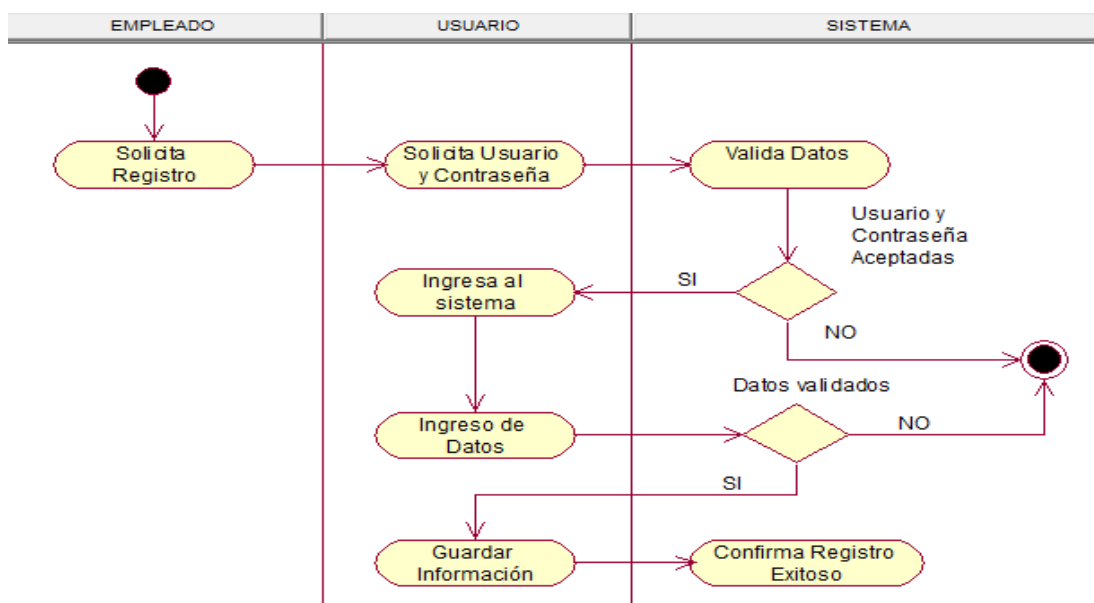 EMPLEADO
USUARIO
SISTEMA
Solicita
Registro
Solicita Usuario
y Contraseña
Valida Datos
Usuario y
Contraseña
Aceptadas
Ingresa al
sistema
SI
NO
Datos validados
Ingreso de
Datos
NO
SI
Guardar
Información
Confirma Registro
Exitoso